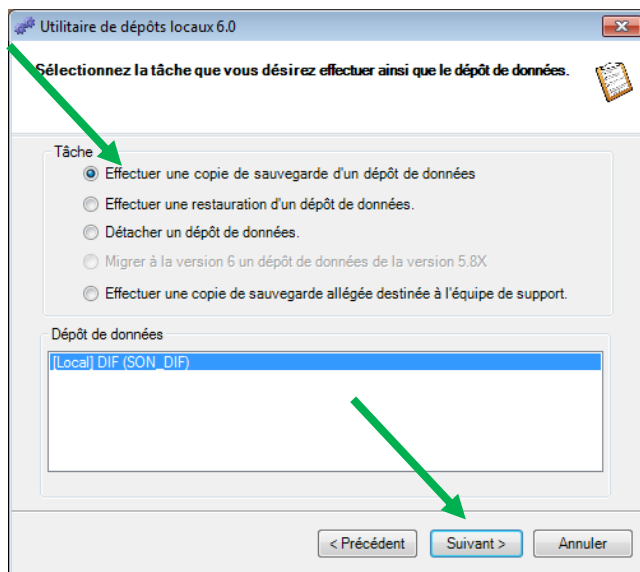 Utilitaire de dépôts locaux 6.0
Sélectionnez la tâche que vous désirez effectuer ainsi que le dépôt de données.
Tâche
Effectuer une copie de sauvegarde d'un dépôt de données
Effectuer une restauration d'un dépôt de données.
Détacher un dépôt de données.
Migrer à la version 6 un dépôt de données de la version 5.8X
Effectuer une copie de sauvegarde allégée destinée à l'équipe de support.
Dépôt de données
[Local] DIF (SON_DIF)
< Précédent Suivant > Annuler